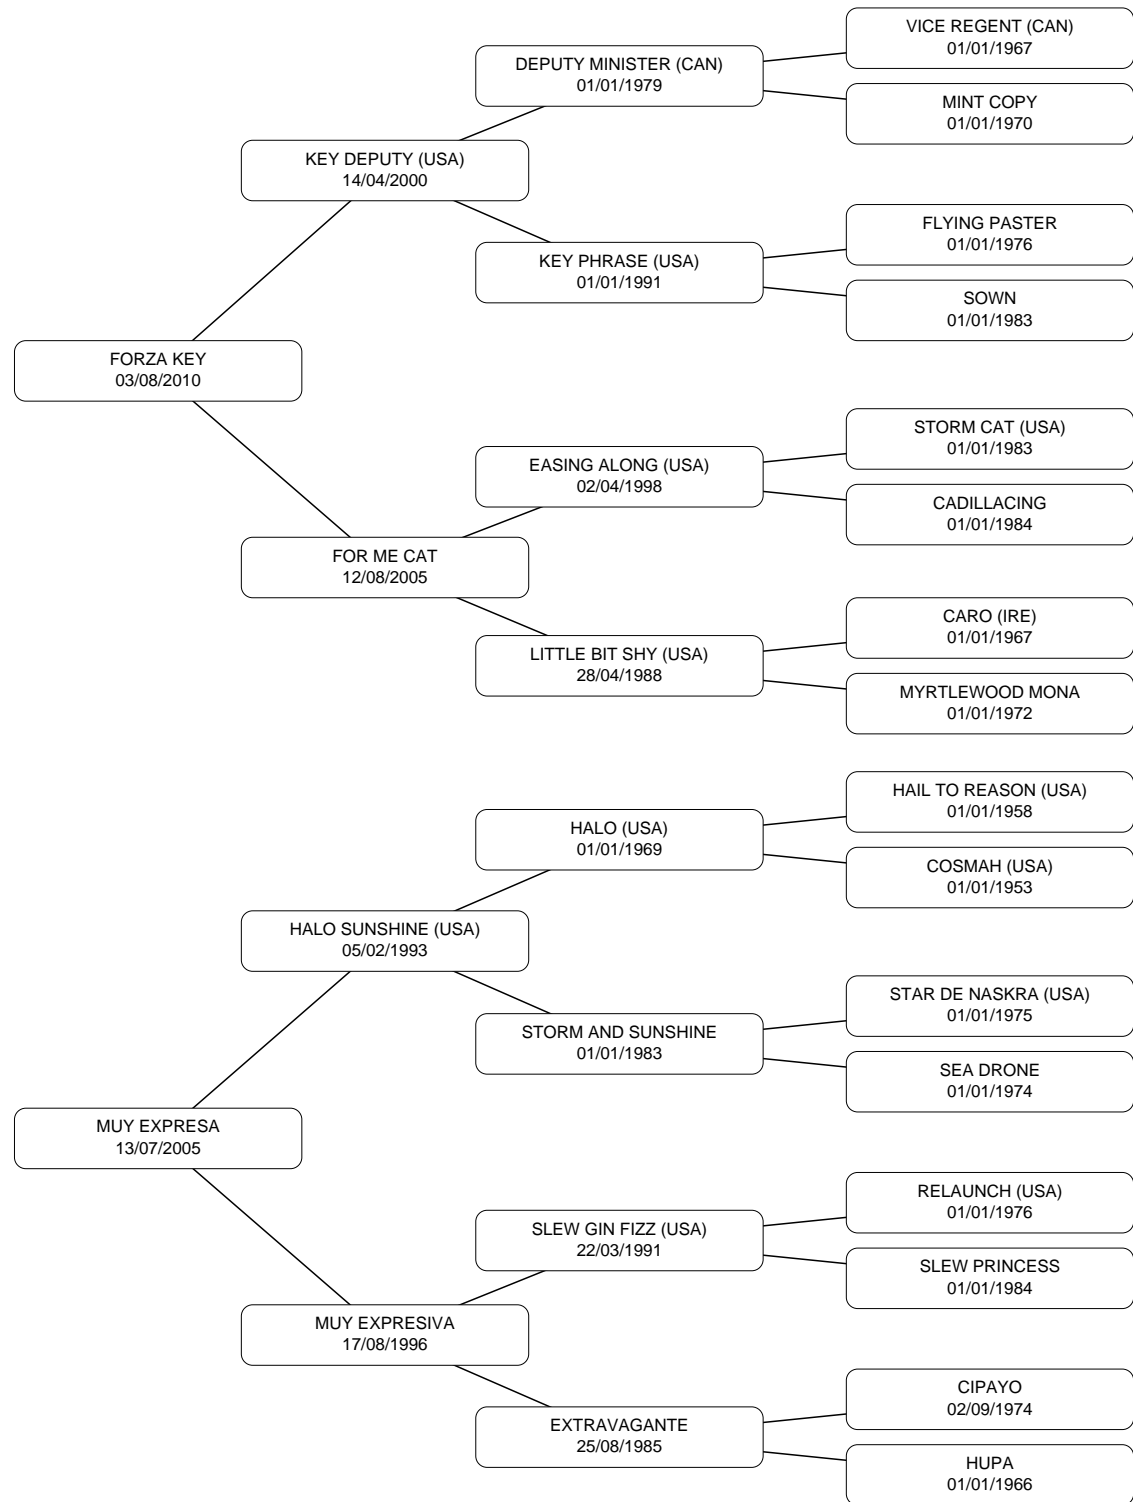 VICE REGENT (CAN)
01/01/1967
DEPUTY MINISTER (CAN)
01/01/1979
MINT COPY
01/01/1970
KEY DEPUTY (USA)
14/04/2000
FLYING PASTER
01/01/1976
KEY PHRASE (USA)
01/01/1991
SOWN
01/01/1983
FORZA KEY
03/08/2010
STORM CAT (USA)
01/01/1983
EASING ALONG (USA)
02/04/1998
CADILLACING
01/01/1984
FOR ME CAT
12/08/2005
CARO (IRE)
01/01/1967
LITTLE BIT SHY (USA)
28/04/1988
MYRTLEWOOD MONA
01/01/1972
HAIL TO REASON (USA)
01/01/1958
HALO (USA)
01/01/1969
COSMAH (USA)
01/01/1953
HALO SUNSHINE (USA)
05/02/1993
STAR DE NASKRA (USA)
01/01/1975
STORM AND SUNSHINE
01/01/1983
SEA DRONE
01/01/1974
MUY EXPRESA
13/07/2005
RELAUNCH (USA)
01/01/1976
SLEW GIN FIZZ (USA)
22/03/1991
SLEW PRINCESS
01/01/1984
MUY EXPRESIVA
17/08/1996
CIPAYO
02/09/1974
EXTRAVAGANTE
25/08/1985
HUPA
01/01/1966